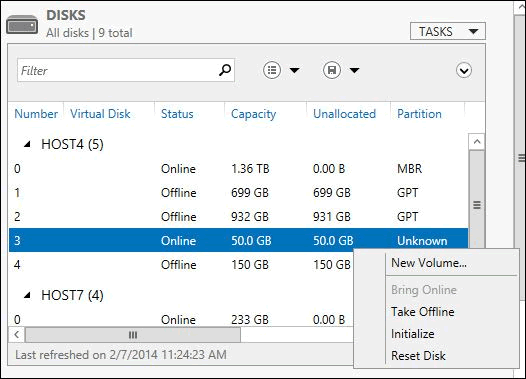 DISKS
All disks | 9 total
TASKS
Filter
Number Virtual Disk Status Capacity Unallocated Partition
HOST4 (5)
0 Online 1.36 TB 0.00 B MBR
1 Offline 699 GB 699 GB GPT
2 Offline 932 GB 931 GB GPT
3 Online 50.0 GB 50.0 GB Unknown
4 Offline 150 GB 150 GB
New Volume...
Bring Online
Take Offline
Initialize
Reset Disk
HOST7 (4)
0 Online 233 GB 0.00 B
Last refreshed on 2/7/2014 11:24:23 AM